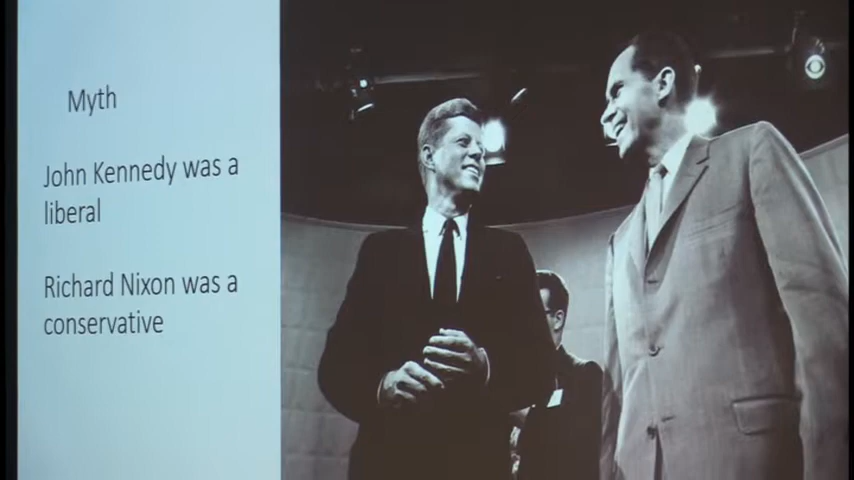 Myth
John Kennedy was a
liberal
Richard Nixon was a
conservative